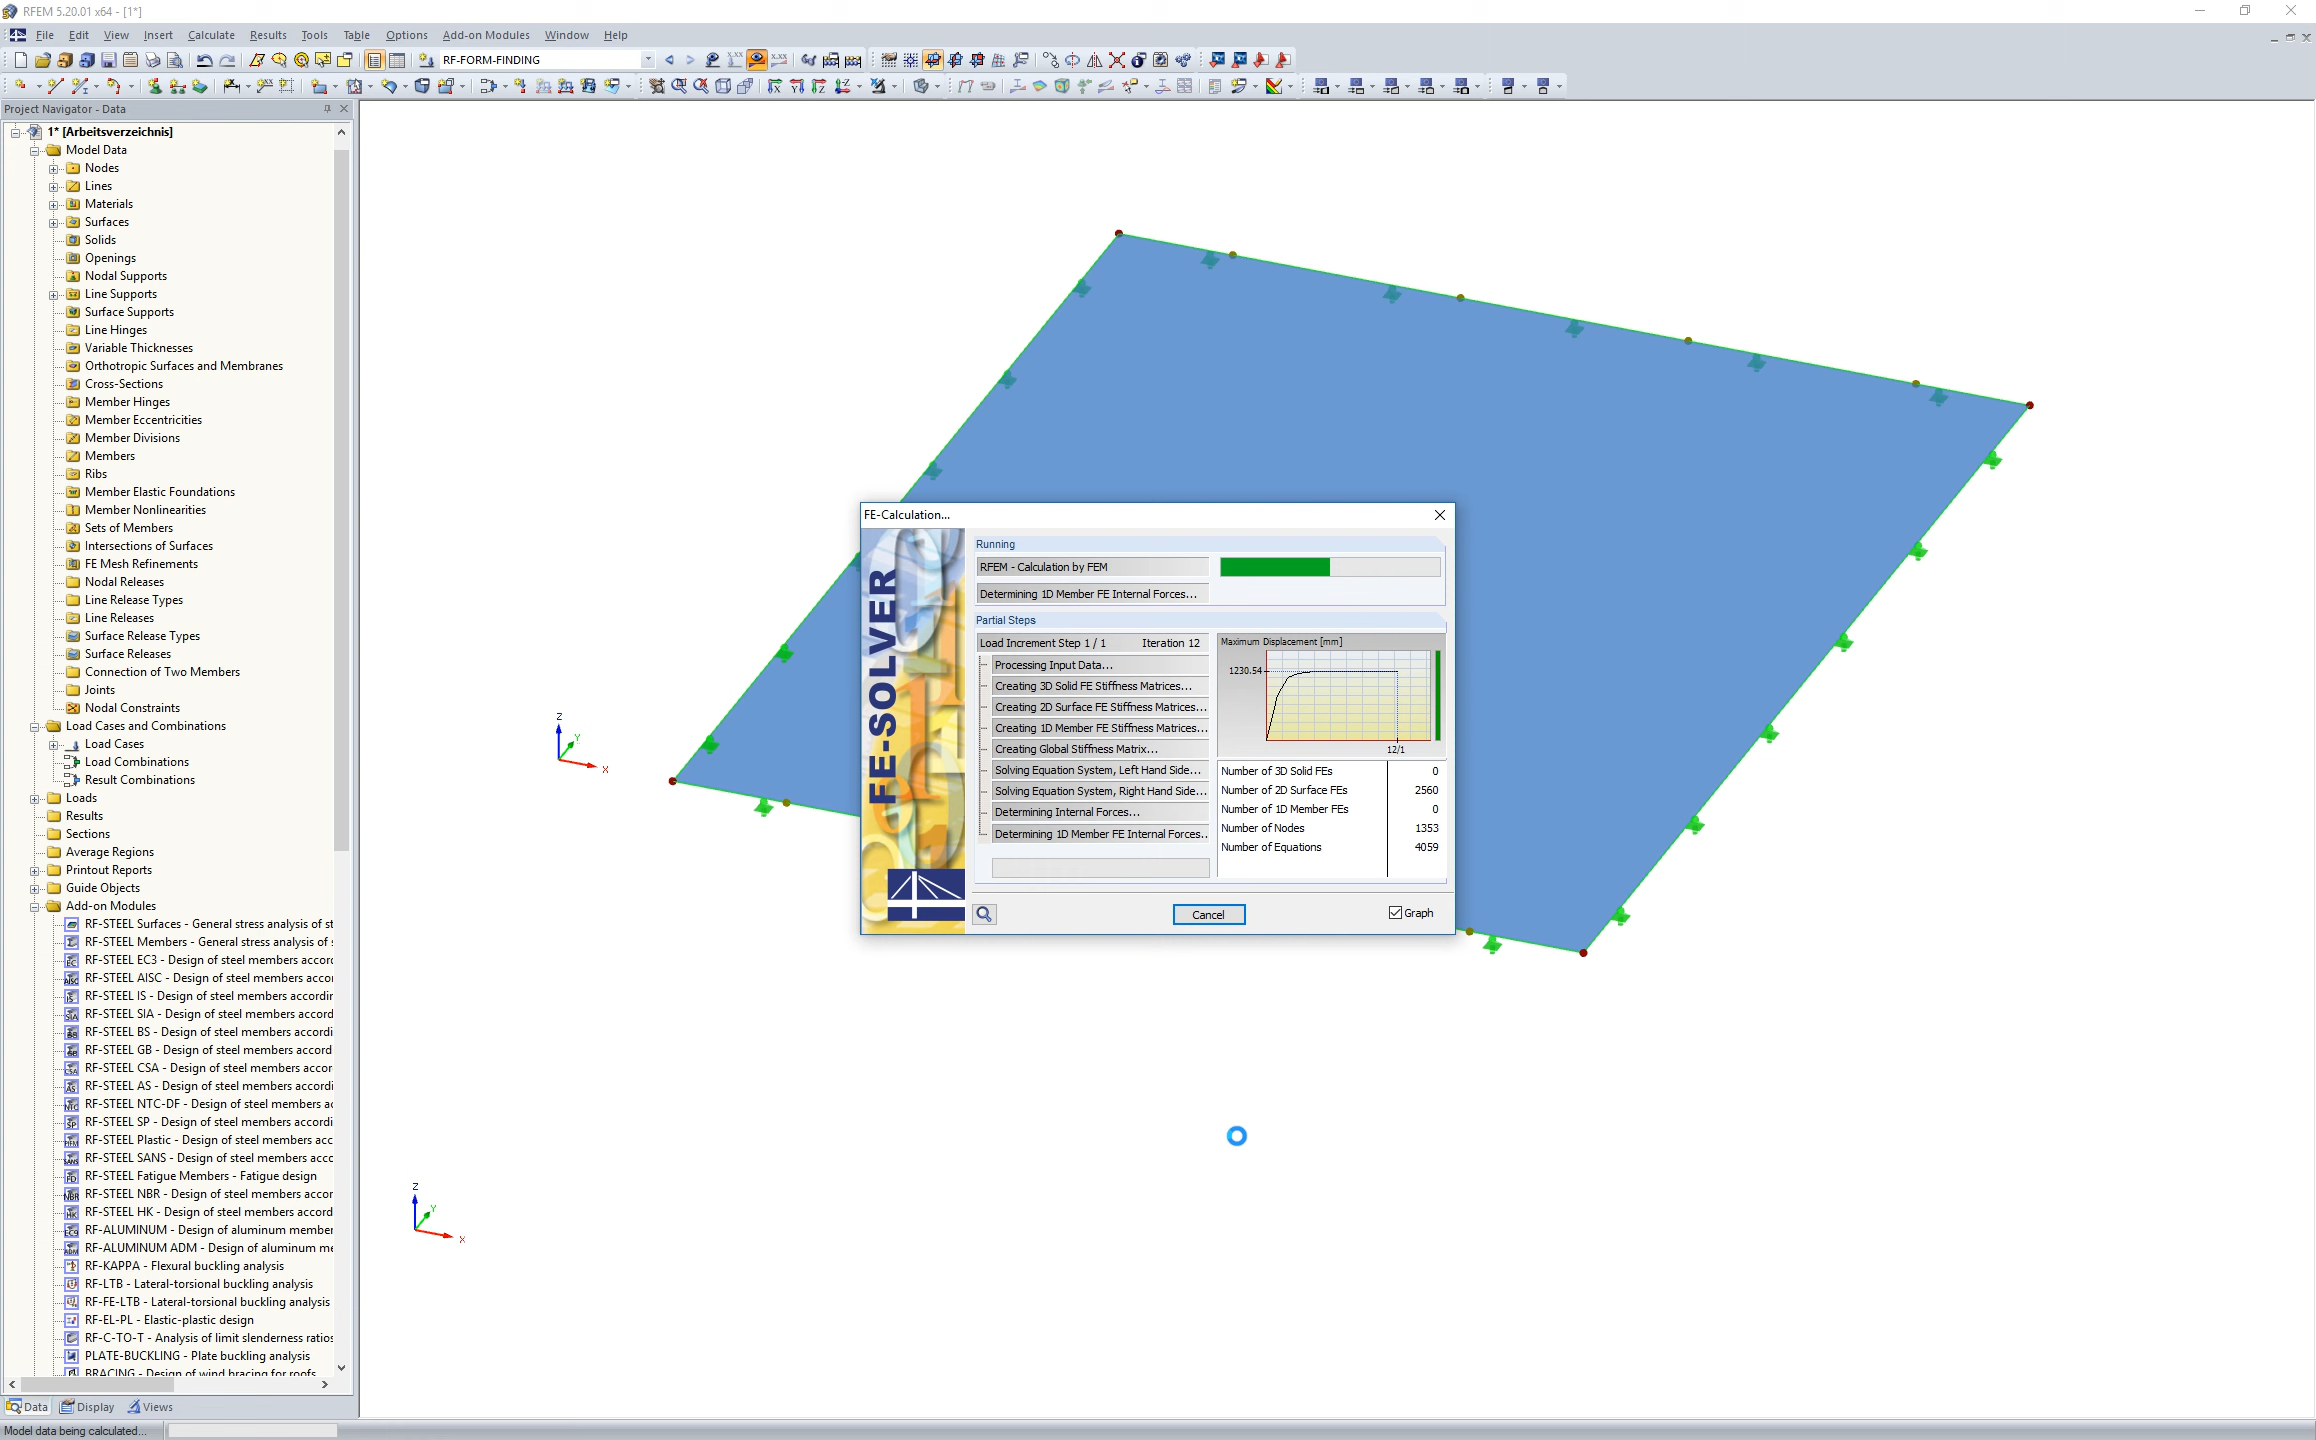 RFEM 5.20.01 x64 - [1*]
File Edit View Insert Calculate Results Tools Table Options Add-on Modules Window Help
RF-FORM-FINDING
Project Navigator - Data
1* [Arbeitsverzeichnis]
Model Data
Nodes
Lines
Materials
Surfaces
Solids
Openings
Nodal Supports
Line Supports
Surface Supports
Line Hinges
Variable Thicknesses
Orthotropic Surfaces and Membranes
Cross-Sections
Member Hinges
Member Eccentricities
Member Divisions
Members
Ribs
Member Elastic Foundations
Member Nonlinearities
Sets of Members
Intersections of Surfaces
FE Mesh Refinements
Nodal Releases
Line Release Types
Line Releases
Surface Release Types
Surface Releases
Connection of Two Members
Joints
Nodal Constraints
Load Cases and Combinations
Load Cases
Load Combinations
Result Combinations
Loads
Results
Sections
Average Regions
Printout Reports
Guide Objects
Add-on Modules
RF-STEEL Surfaces - General stress analysis of st
RF-STEEL Members - General stress analysis of s
RF-STEEL EC3 - Design of steel members accord
RF-STEEL AISC - Design of steel members accor
RF-STEEL IS - Design of steel members accordin
RF-STEEL SIA - Design of steel members accord
RF-STEEL BS - Design of steel members accordi
RF-STEEL GB - Design of steel members accord
RF-STEEL CSA - Design of steel members accor
RF-STEEL AS - Design of steel members accordi
RF-STEEL NTC-DF - Design of steel members ac
RF-STEEL SP - Design of steel members accordi
RF-STEEL Plastic - Design of steel members acc
RF-STEEL SANS - Design of steel members acco
RF-STEEL Fatigue Members - Fatigue design
RF-STEEL NBR - Design of steel members accor
RF-STEEL HK - Design of steel members accord
RF-ALUMINUM - Design of aluminum member
RF-ALUMINUM ADM - Design of aluminum me
RF-KAPPA - Flexural buckling analysis
RF-LTB - Lateral-torsional buckling analysis
RF-FE-LTB - Lateral-torsional buckling analysis
RF-EL-PL - Elastic-plastic design
RF-C-TO-T - Analysis of limit slenderness ratios
PLATE-BUCKLING - Plate buckling analysis
BRACING - Design of wind bracing for roofs
Data Display Views
Model data being calculated...
Z
Y
X
Z
Y
X
FE-Calculation...
FE-SOLVER
Running
RFEM - Calculation by FEM
Determining 1D Member FE Internal Forces...
Partial Steps
Load Increment Step 1 / 1 Iteration 12
Processing Input Data...
Creating 3D Solid FE Stiffness Matrices...
Creating 2D Surface FE Stiffness Matrices...
Creating 1D Member FE Stiffness Matrices...
Creating Global Stiffness Matrix...
Solving Equation System, Left Hand Side...
Solving Equation System, Right Hand Side...
Determining Internal Forces...
Determining 1D Member FE Internal Forces..
Maximum Displacement [mm]
1230.54
12/1
Number of 3D Solid FEs 0
Number of 2D Surface FEs 2560
Number of 1D Member FEs 0
Number of Nodes 1353
Number of Equations 4059
Cancel
Graph